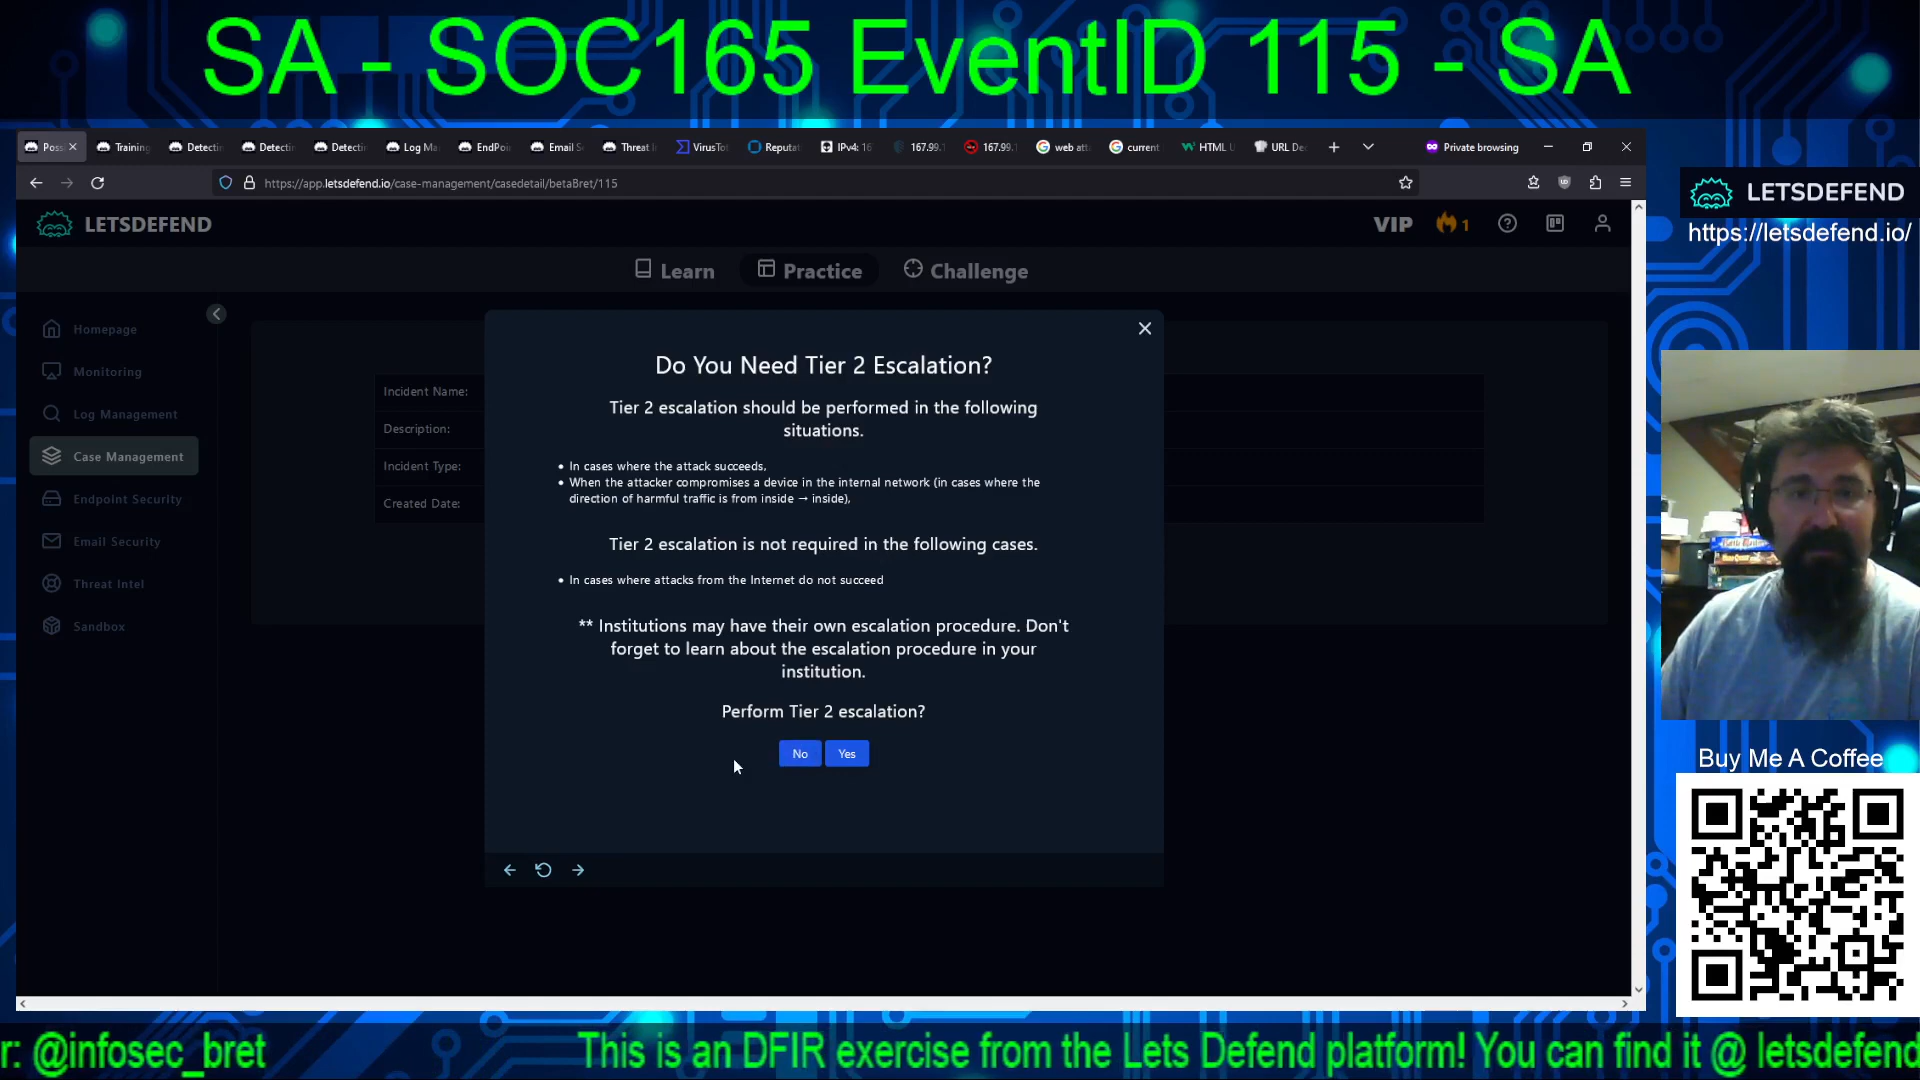 SA - SOC165 EventID 115 - SA
Poss
Training
Detectin
Detectin
Detectin
Log Ma
EndPoi
Email S
Threat I
VirusTo
Reputat
IPv4: 16
167.99.1
167.99.1
web att
current
HTML U
URL De
Private browsing
https://app.letsdefend.io/case-management/casedetail/betaBret/115
LETSDEFEND
VIP
1
Learn
Practice
Challenge
Homepage
Monitoring
Log Management
Case Management
Endpoint Security
Email Security
Threat Intel
Sandbox
Incident Name:
Description:
Incident Type:
Created Date:
Do You Need Tier 2 Escalation?
Tier 2 escalation should be performed in the following
situations.
• In cases where the attack succeeds,
• When the attacker compromises a device in the internal network (in cases where the
direction of harmful traffic is from inside → inside),
Tier 2 escalation is not required in the following cases.
• In cases where attacks from the Internet do not succeed
** Institutions may have their own escalation procedure. Don't
forget to learn about the escalation procedure in your
institution.
Perform Tier 2 escalation?
No
Yes
LETSDEFEND
https://letsdefend.io/
Buy Me A Coffee
r: @infosec_bret
This is an DFIR exercise from the Lets Defend platform! You can find it @ letsdefend